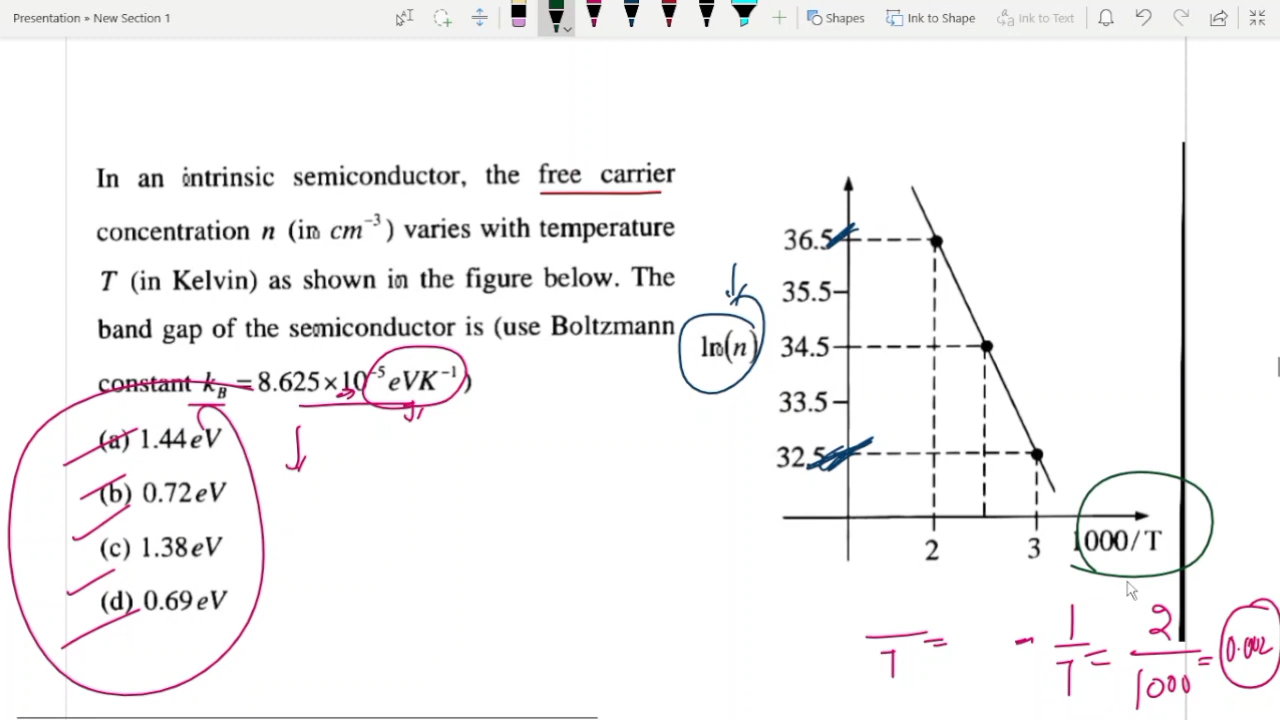 Presentation » New Section 1
Shapes
Ink to Shape
Ink to Text
In an intrinsic semiconductor, the free carrier
concentration n (in cm⁻³) varies with temperature
T (in Kelvin) as shown in the figure below. The
band gap of the semiconductor is (use Boltzmann
constant k_B = 8.625×10⁻⁵ eVK⁻¹)
(a) 1.44 eV
(b) 0.72 eV
(c) 1.38 eV
(d) 0.69 eV
ln(n)
36.5
35.5
34.5
33.5
32.5
2
3
1000/T
T =
- 1/T = 2/1000 = 0.002